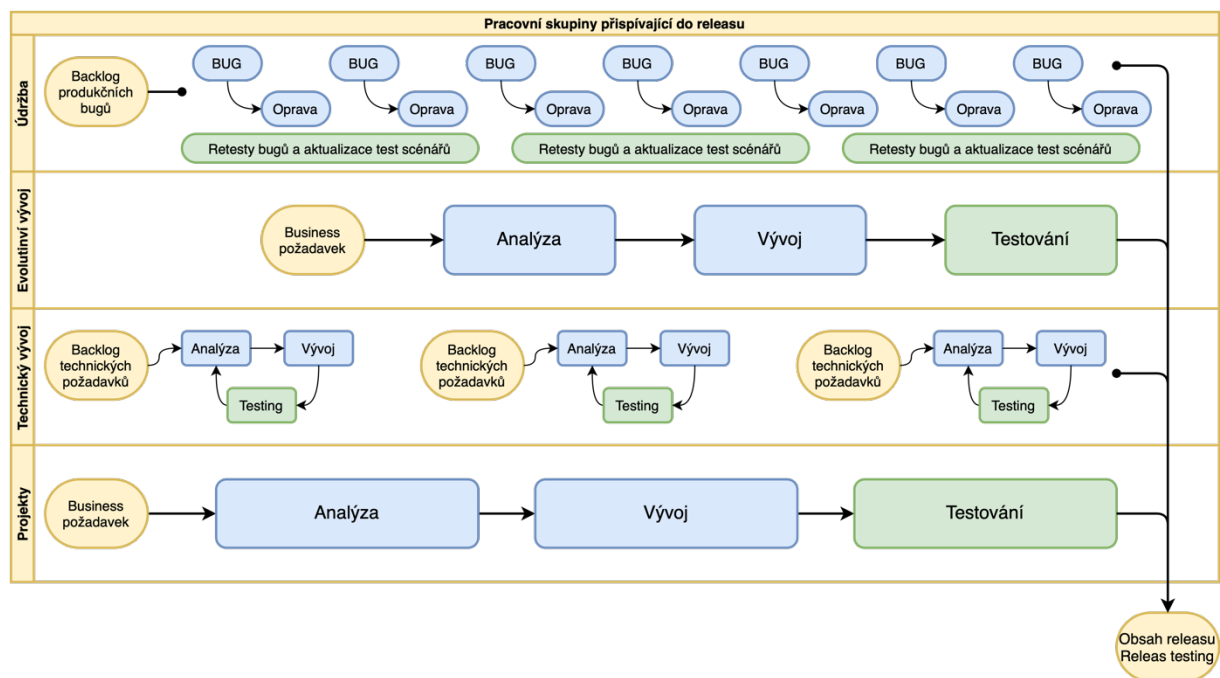 Pracovní skupiny přispívající do releasu
Údržba
Backlog
produkčních
bugů
BUG
BUG
BUG
BUG
BUG
BUG
BUG
Oprava
Oprava
Oprava
Oprava
Oprava
Oprava
Oprava
Retesty bugů a aktualizace test scénářů
Retesty bugů a aktualizace test scénářů
Retesty bugů a aktualizace test scénářů
Evolutinví vývoj
Business
požadavek
Analýza
Vývoj
Testování
Technický vývoj
Backlog
technických
požadavků
Analýza
Vývoj
Testing
Backlog
technických
požadavků
Analýza
Vývoj
Testing
Backlog
technických
požadavků
Analýza
Vývoj
Testing
Projekty
Business
požadavek
Analýza
Vývoj
Testování
Obsah releasu
Releas testing